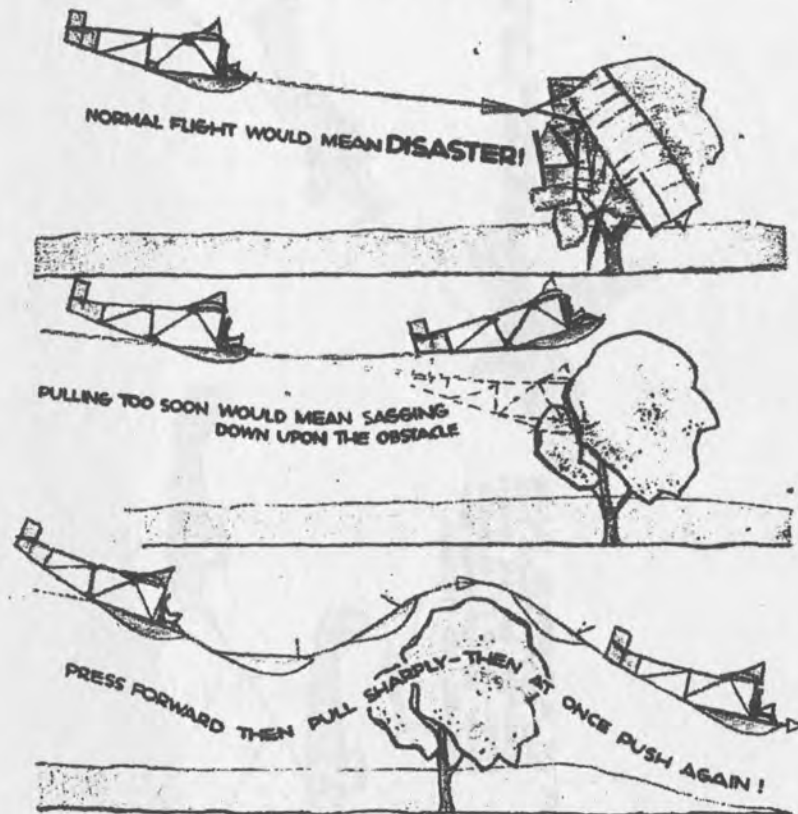 NORMAL FLIGHT WOULD MEAN DISASTER!
PULLING TOO SOON WOULD MEAN SAGGING
DOWN UPON THE OBSTACLE
PRESS FORWARD THEN PULL SHARPLY-THEN AT ONCE PUSH AGAIN!